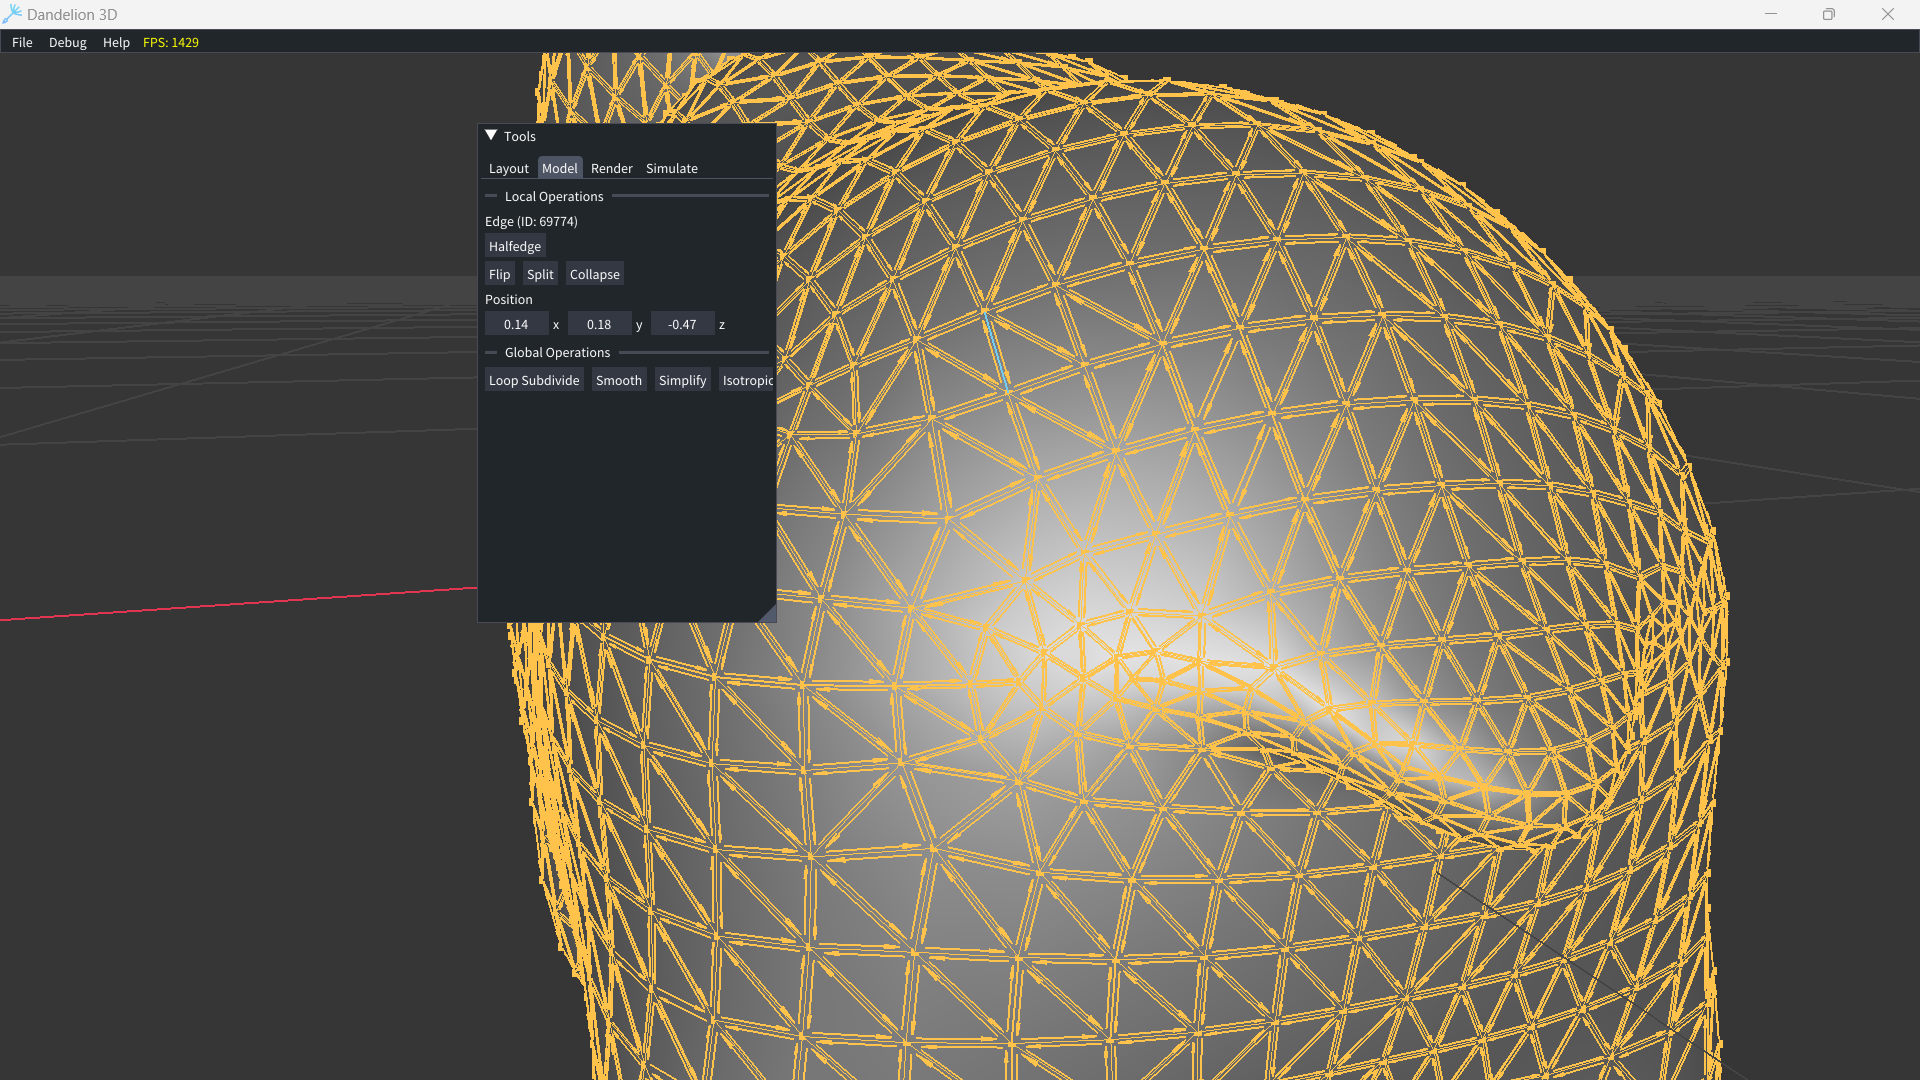 Dandelion 3D
File Debug Help FPS: 1429
Tools
Layout Model Render Simulate
Local Operations
Edge (ID: 69774)
Halfedge
Flip Split Collapse
Position
0.14 x 0.18 y -0.47 z
Global Operations
Loop Subdivide Smooth Simplify Isotropic